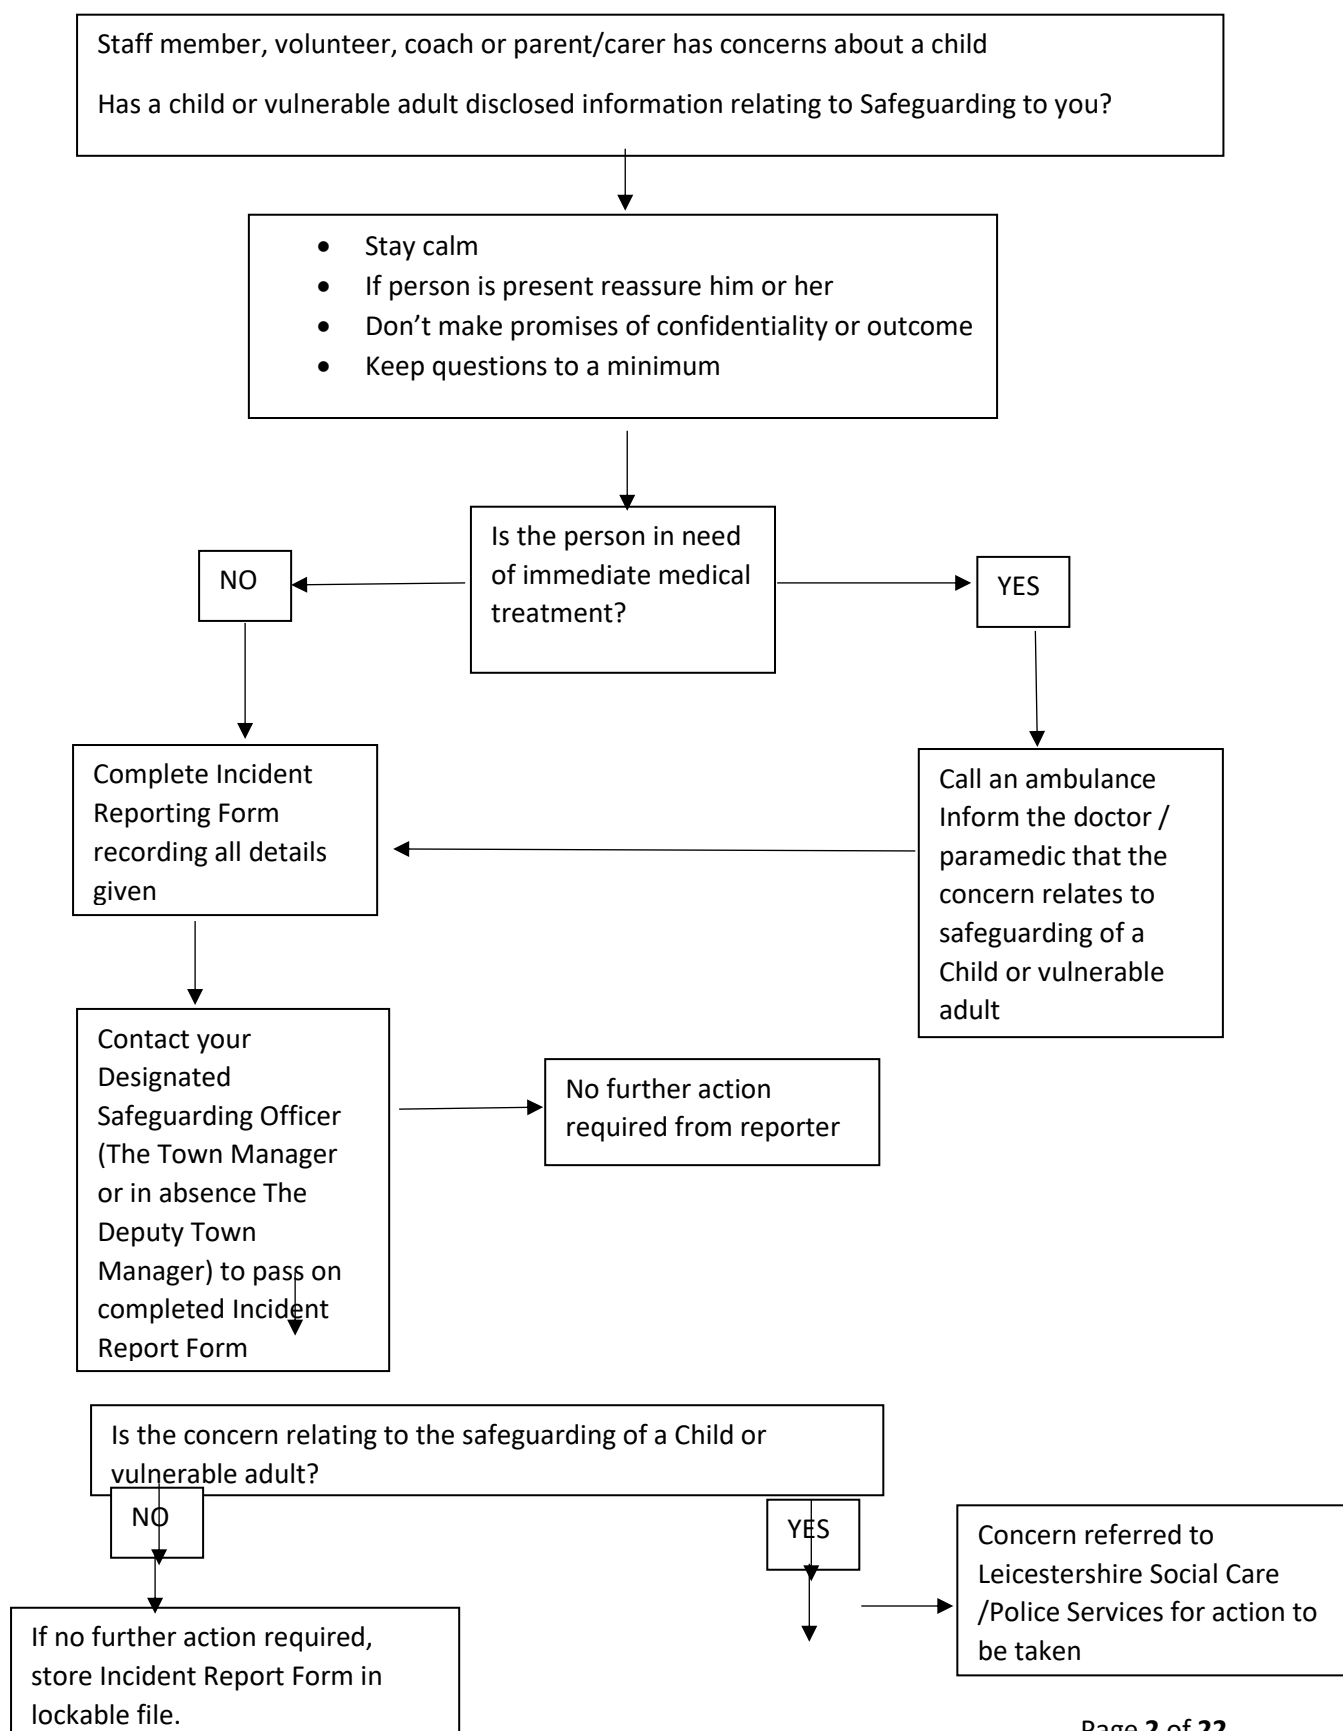 Staff member, volunteer, coach or parent/carer has concerns about a child
Has a child or vulnerable adult disclosed information relating to Safeguarding to you?
• Stay calm
• If person is present reassure him or her
• Don’t make promises of confidentiality or outcome
• Keep questions to a minimum
Is the person in need
of immediate medical
treatment?
NO
YES
Complete Incident
Reporting Form
recording all details
given
Call an ambulance
Inform the doctor /
paramedic that the
concern relates to
safeguarding of a
Child or vulnerable
adult
Contact your
Designated
Safeguarding Officer
(The Town Manager
or in absence The
Deputy Town
Manager) to pass on
completed Incident
Report Form
No further action
required from reporter
Is the concern relating to the safeguarding of a Child or
vulnerable adult?
NO
YES
Concern referred to
Leicestershire Social Care
/Police Services for action to
be taken
If no further action required,
store Incident Report Form in
lockable file.
Page 2 of 22